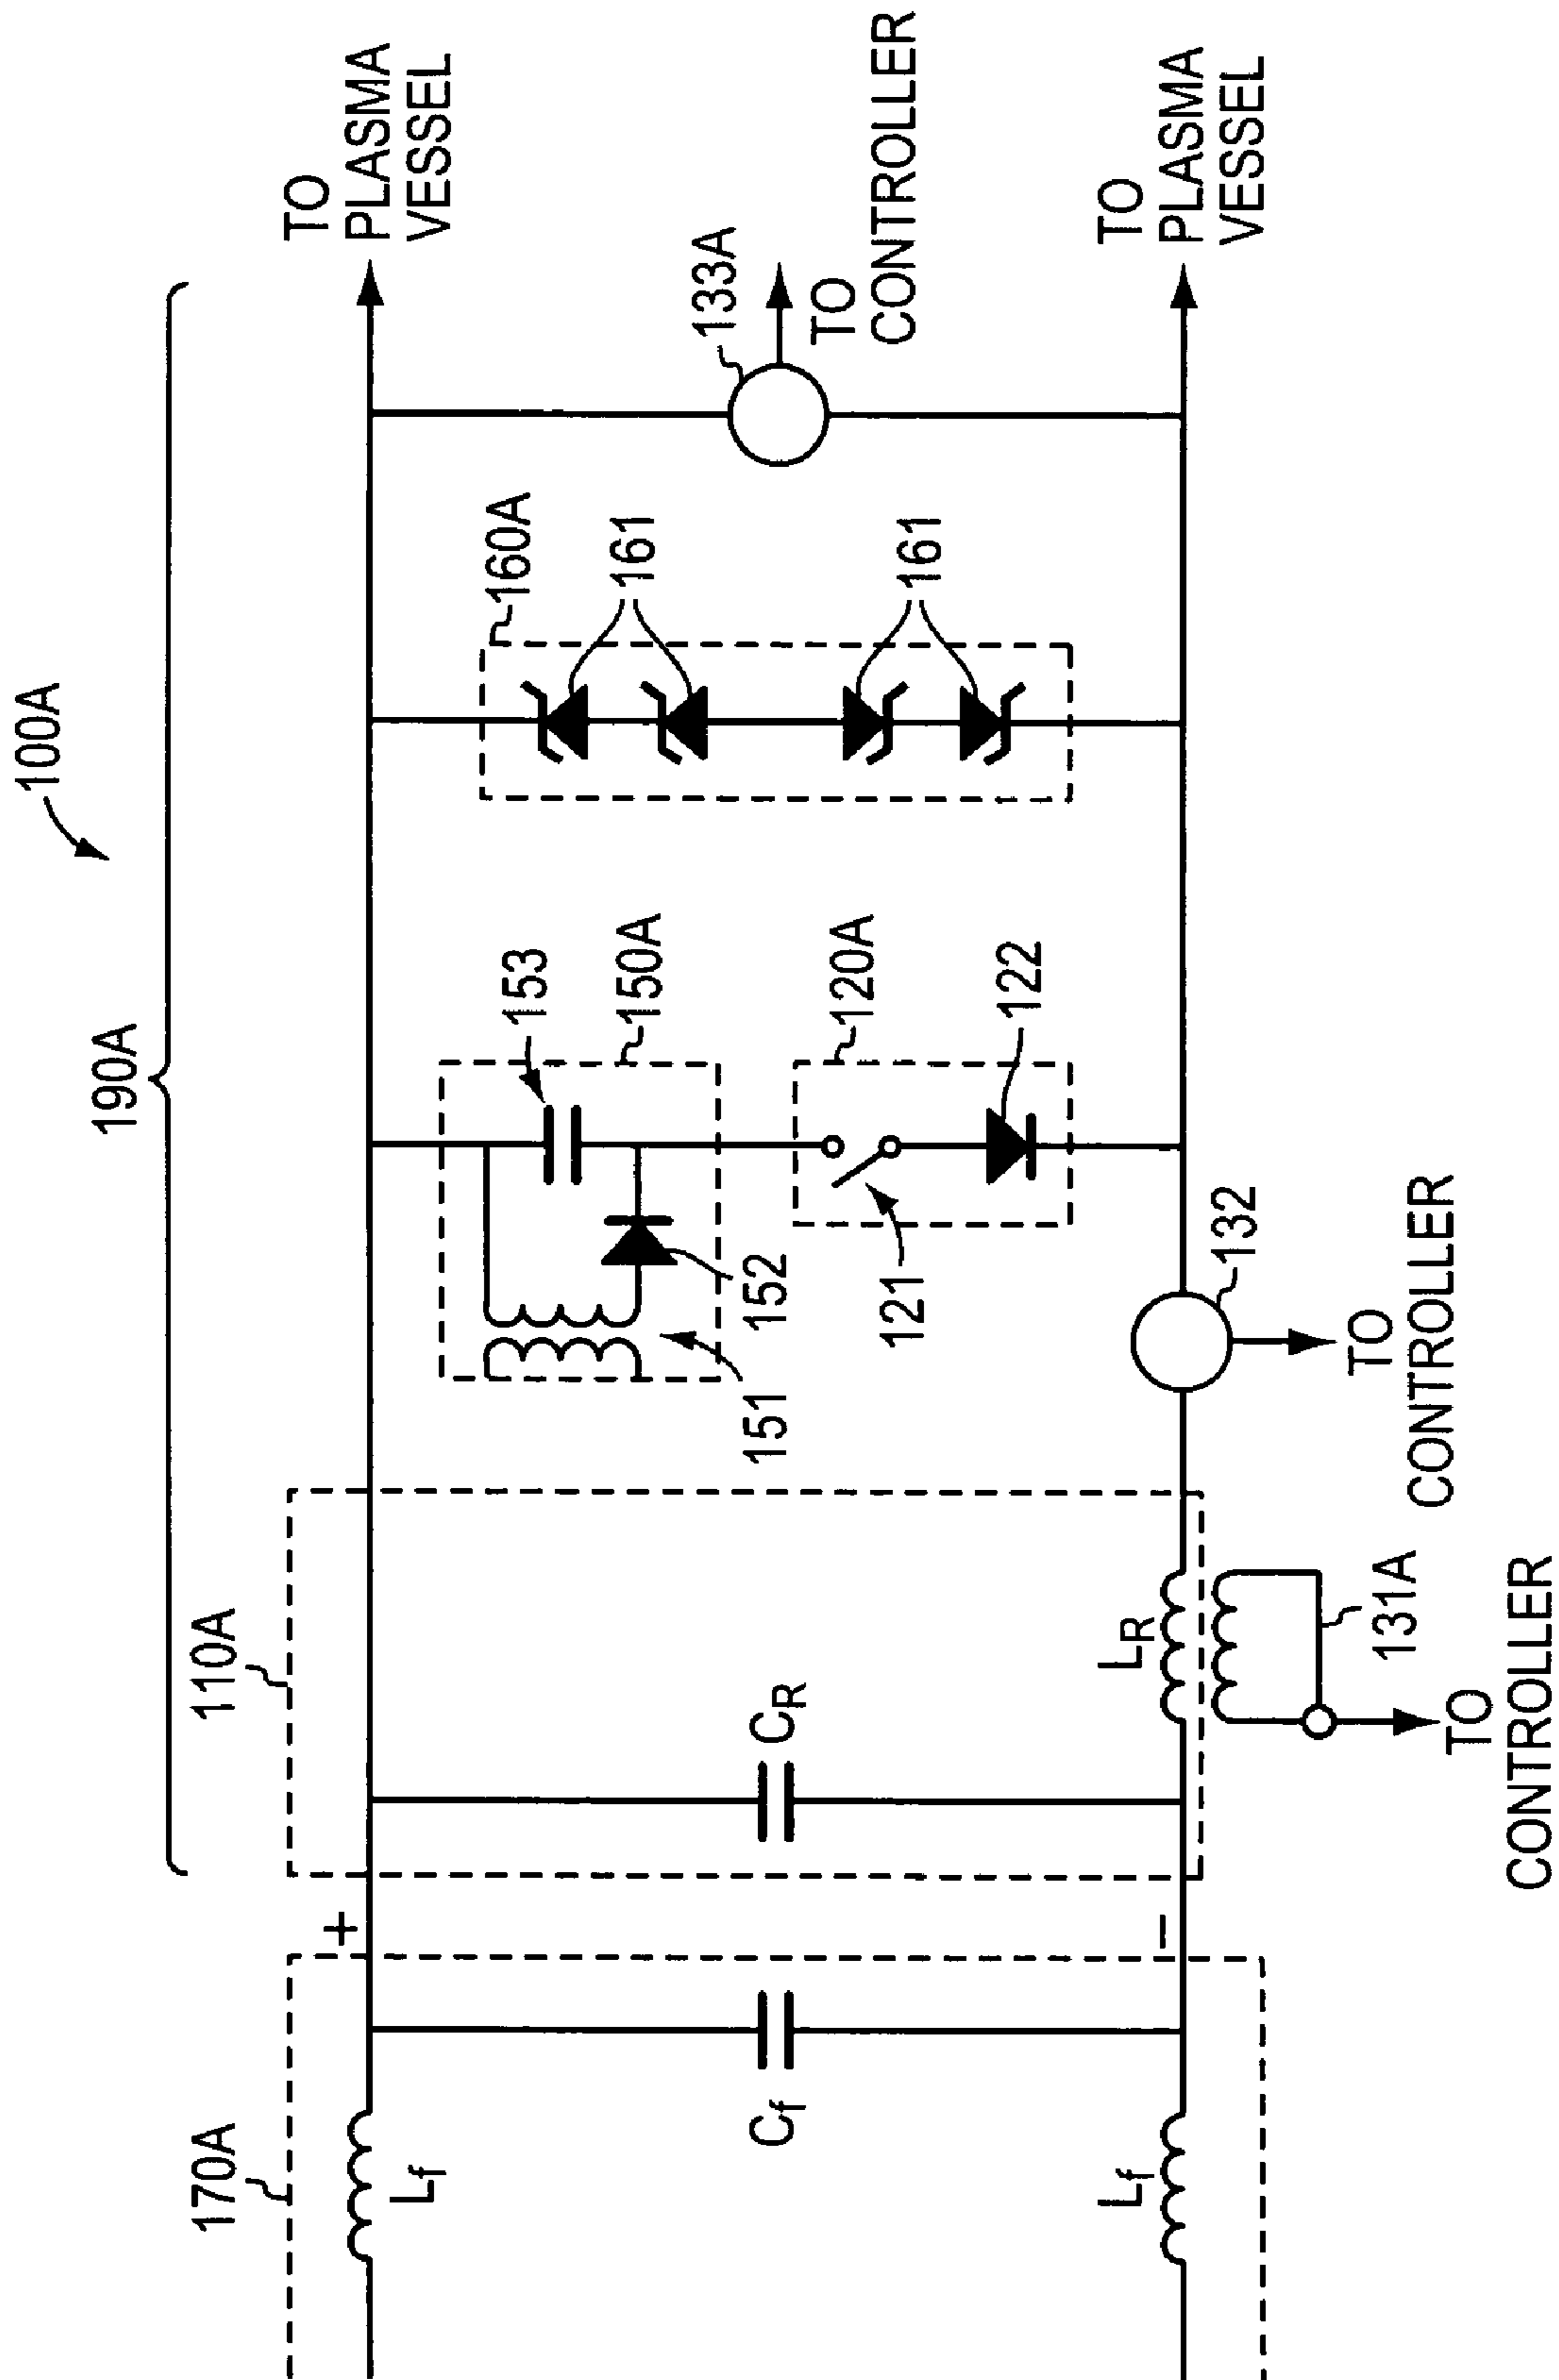 100A
190A
TO
PLASMA
VESSEL
170A
110A
+
Lf
Cf
CR
LR
153
150A
152
151
120A
121
122
160A
161
161
133A
TO
CONTROLLER
132
TO
CONTROLLER
131A
TO
CONTROLLER
−
Lf
TO
PLASMA
VESSEL